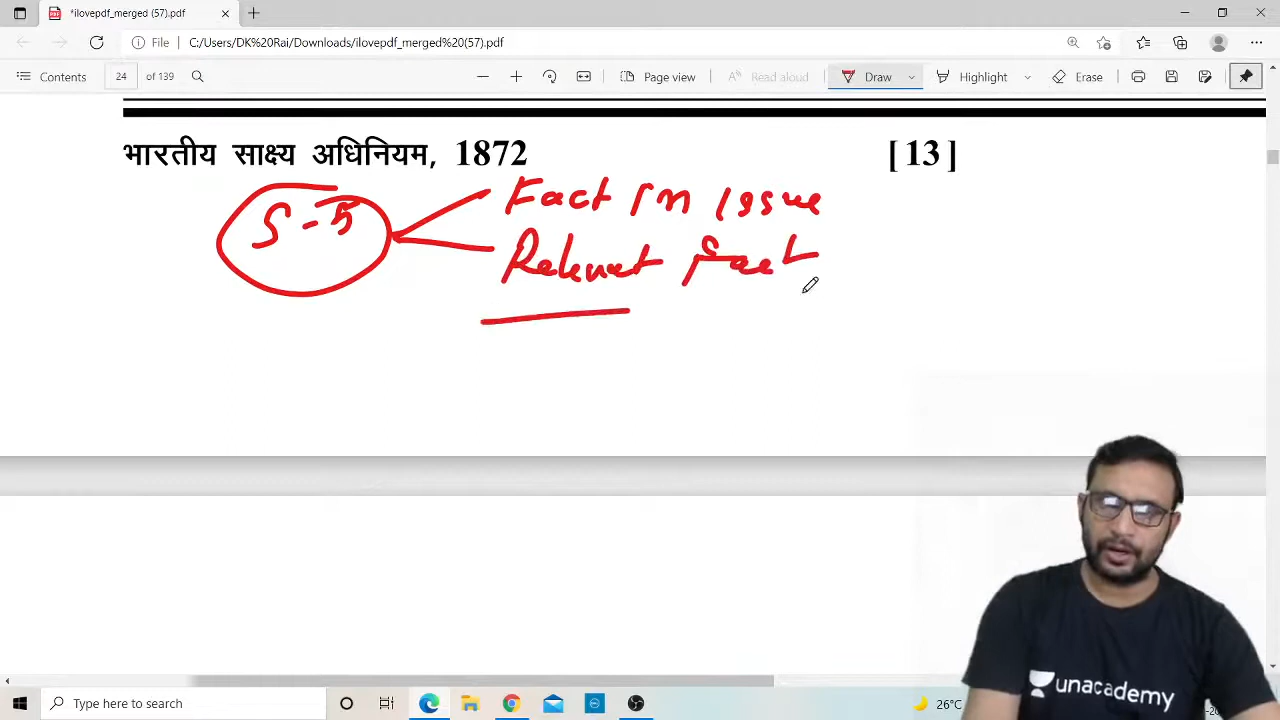 *ilovepdf_merged (57).pdf
File C:/Users/DK%20Rai/Downloads/ilovepdf_merged%20(57).pdf
Contents 24 of 139 Page view Read aloud Draw Highlight Erase
भारतीय साक्ष्य अधिनियम, 1872 [13]
S-5 Fact in issue
Relevant fact
unacademy
Type here to search 26°C